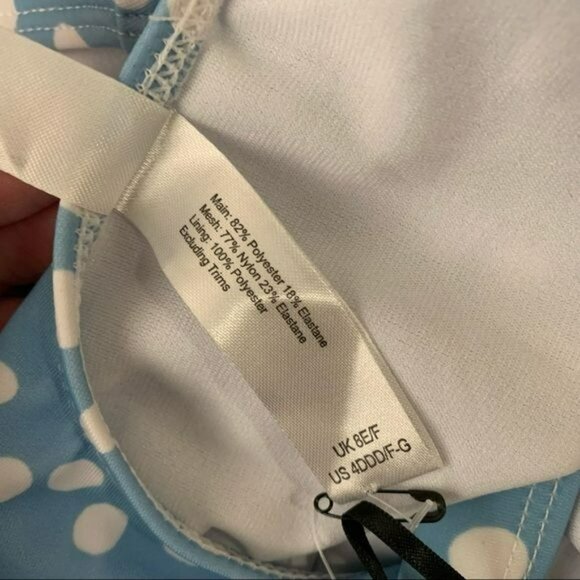 Main: 82% Polyester 18% Elastane
Mesh: 77% Nylon 23% Elastane
Lining: 100% Polyester
Excluding Trims
UK 8E/F
US 4DDD/F-G